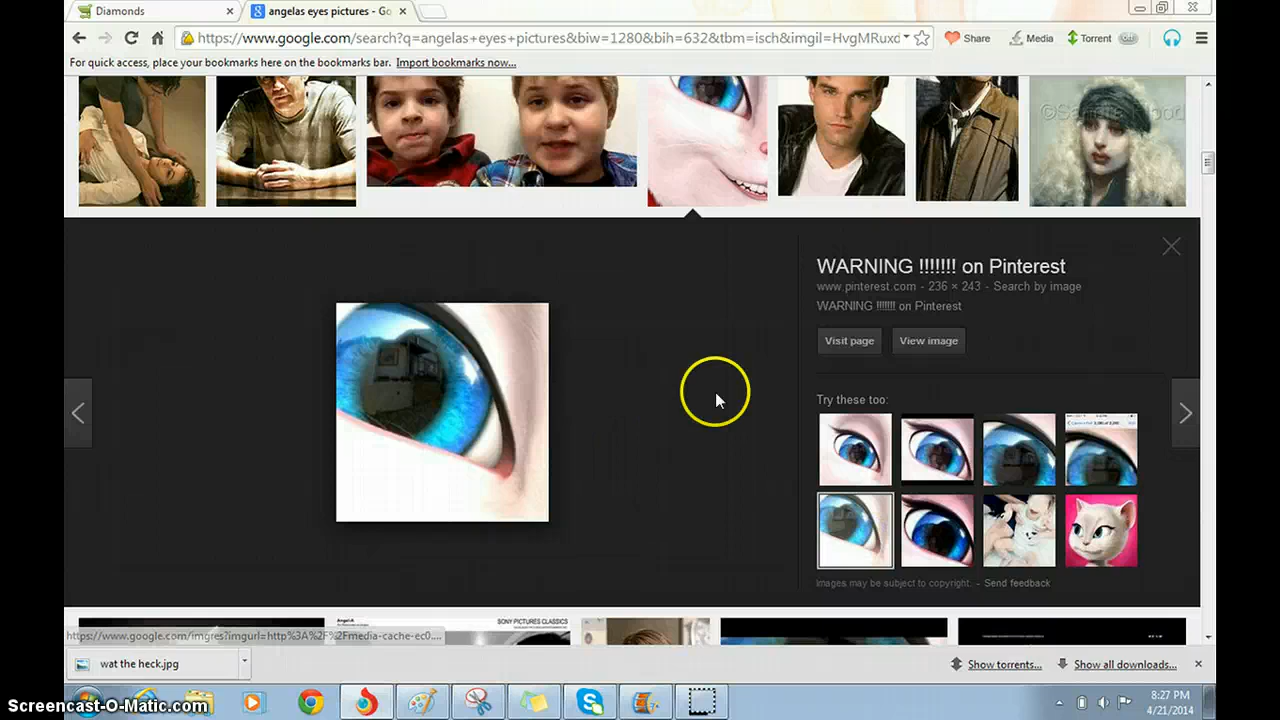 Diamonds
angelas eyes pictures - Go
https://www.google.com/search?q=angelas+eyes+pictures&biw=1280&bih=632&tbm=isch&imgil=HvgMRuxd
Share
Media
Torrent
For quick access, place your bookmarks here on the bookmarks bar. Import bookmarks now...
WARNING !!!!!!! on Pinterest
www.pinterest.com - 236 × 243 - Search by image
WARNING !!!!!!! on Pinterest
Visit page
View image
Try these too:
Images may be subject to copyright. - Send feedback
SONY PICTURES CLASSICS
https://www.google.com/imgres?imgurl=http%3A%2F%2Fmedia-cache-ec0....
wat the heck.jpg
Show torrents...
Show all downloads...
8:27 PM
4/21/2014
Screencast-O-Matic.com